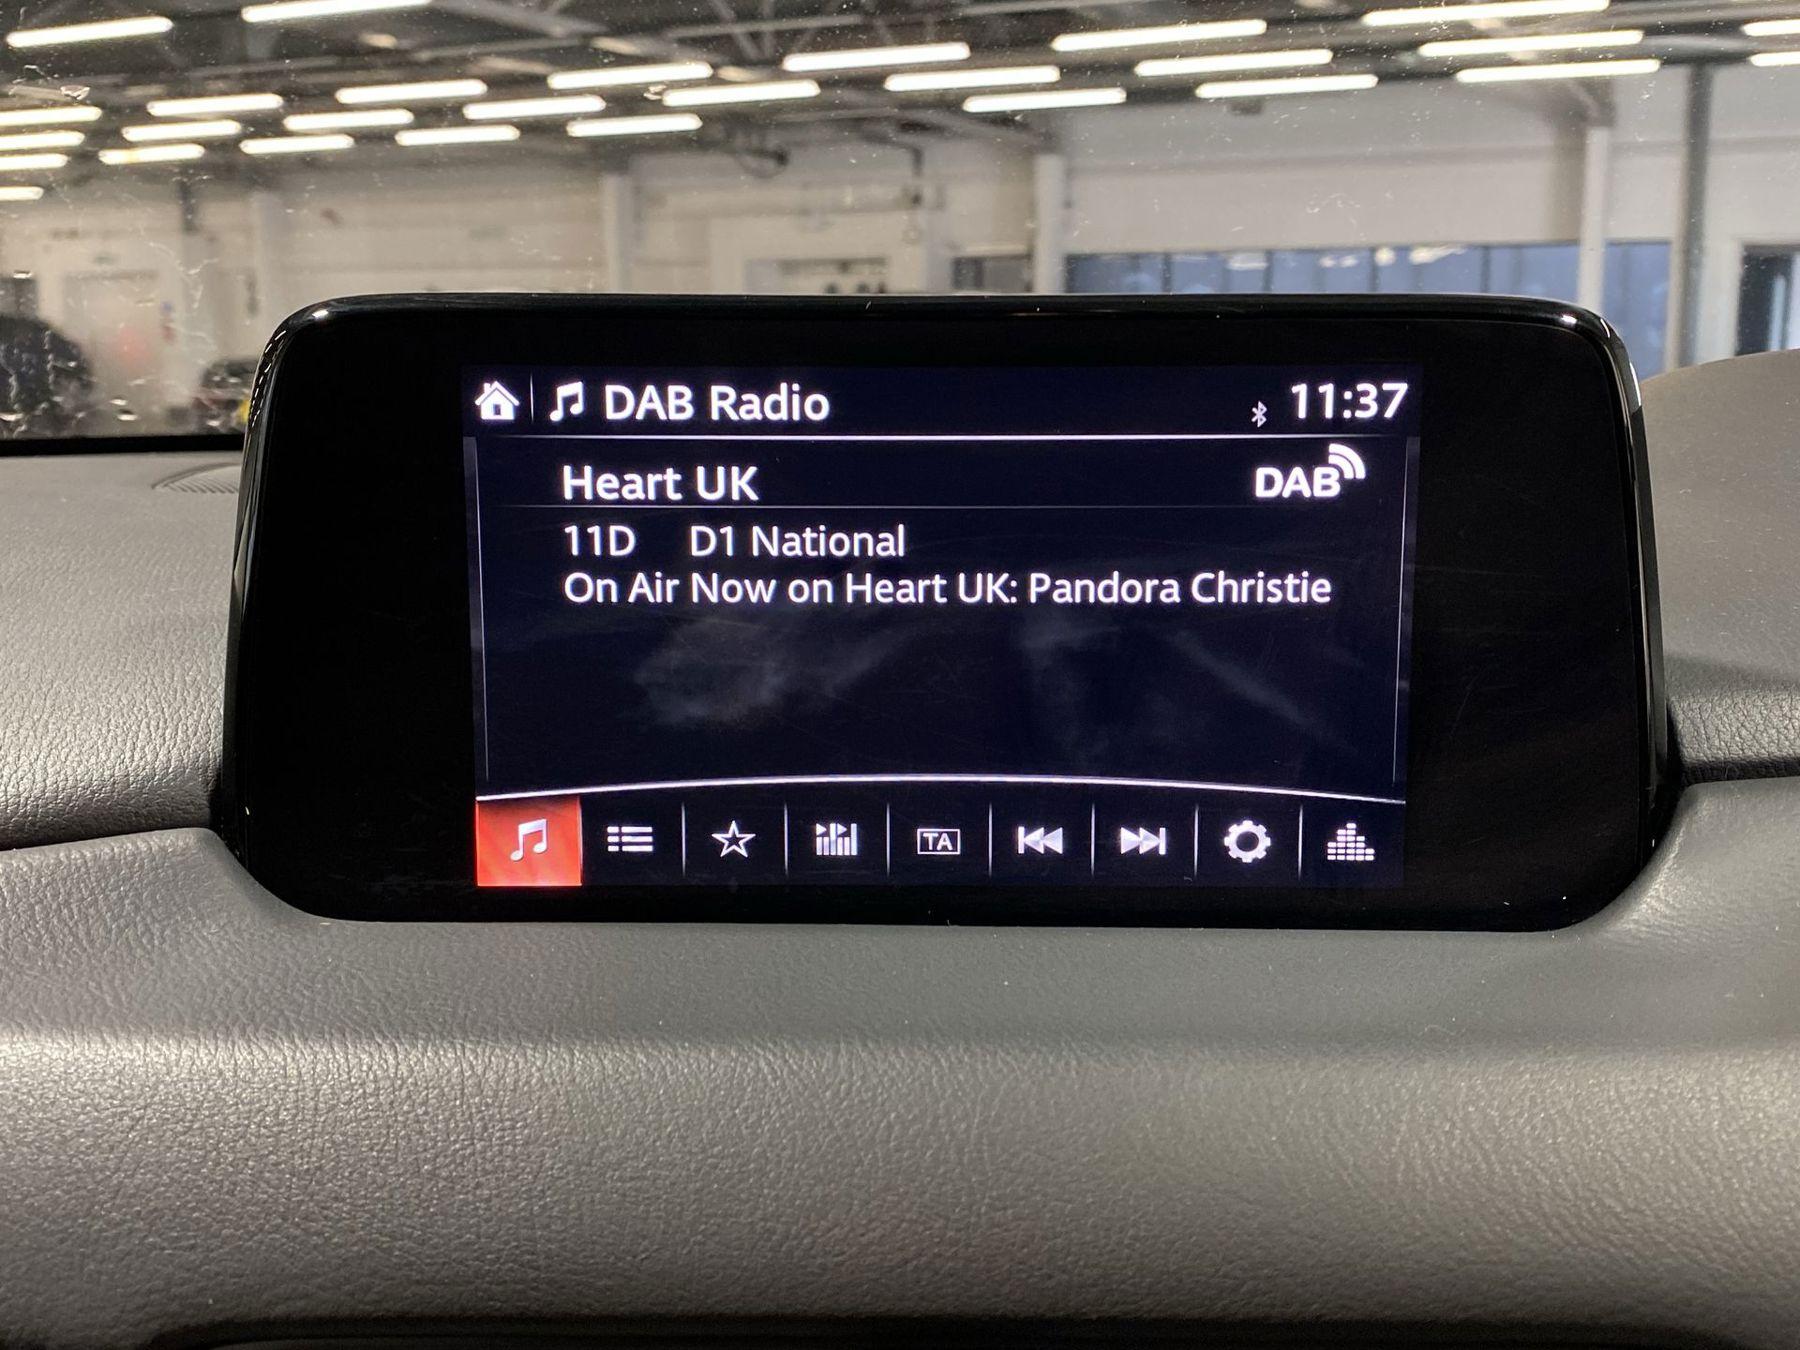 DAB Radio 11:37
Heart UK DAB
11D D1 National
On Air Now on Heart UK: Pandora Christie
TA